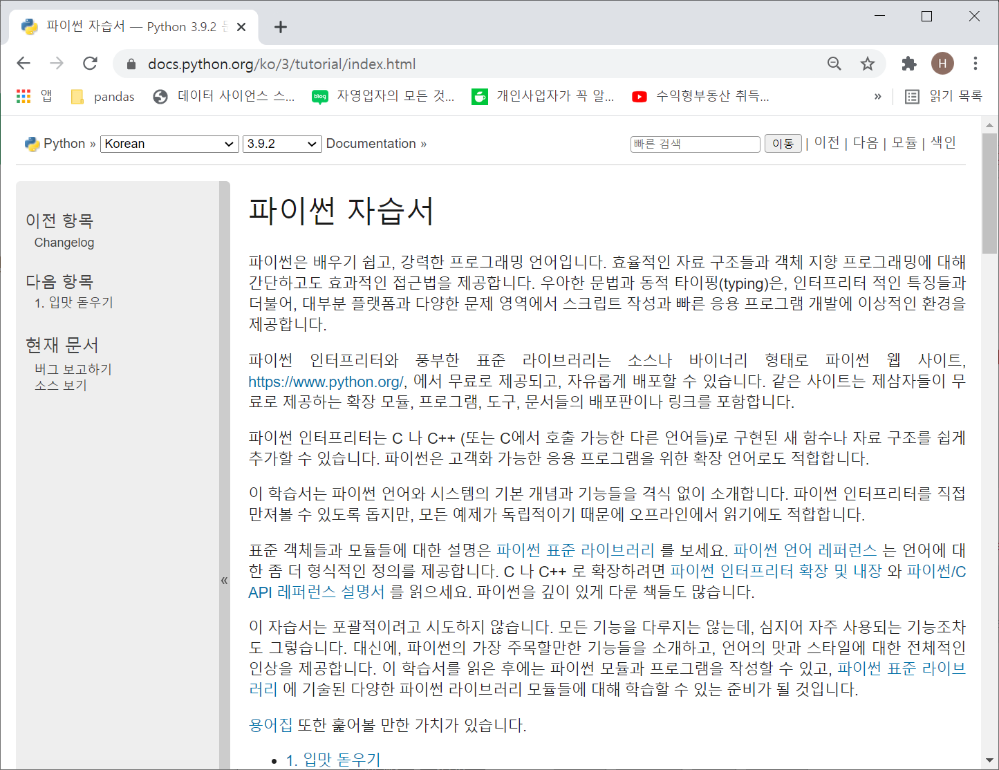 파이썬 자습서 — Python 3.9.2
docs.python.org/ko/3/tutorial/index.html
H
앱
pandas
데이터 사이언스 스...
blog
자영업자의 모든 것...
개인사업자가 꼭 알...
수익형부동산 취득...
»
읽기 목록
Python » Korean 3.9.2 Documentation »
빠른 검색 이동 | 이전 | 다음 | 모듈 | 색인
이전 항목
Changelog
다음 항목
1. 입맛 돋우기
현재 문서
버그 보고하기
소스 보기
«
파이썬 자습서
파이썬은 배우기 쉽고, 강력한 프로그래밍 언어입니다. 효율적인 자료 구조들과 객체 지향 프로그래밍에 대해
간단하고도 효과적인 접근법을 제공합니다. 우아한 문법과 동적 타이핑(typing)은, 인터프리터 적인 특징들과
더불어, 대부분 플랫폼과 다양한 문제 영역에서 스크립트 작성과 빠른 응용 프로그램 개발에 이상적인 환경을
제공합니다.
파이썬 인터프리터와 풍부한 표준 라이브러리는 소스나 바이너리 형태로 파이썬 웹 사이트,
https://www.python.org/, 에서 무료로 제공되고, 자유롭게 배포할 수 있습니다. 같은 사이트는 제삼자들이 무
료로 제공하는 확장 모듈, 프로그램, 도구, 문서들의 배포판이나 링크를 포함합니다.
파이썬 인터프리터는 C 나 C++ (또는 C에서 호출 가능한 다른 언어들)로 구현된 새 함수나 자료 구조를 쉽게
추가할 수 있습니다. 파이썬은 고객화 가능한 응용 프로그램을 위한 확장 언어로도 적합합니다.
이 학습서는 파이썬 언어와 시스템의 기본 개념과 기능들을 격식 없이 소개합니다. 파이썬 인터프리터를 직접
만져볼 수 있도록 돕지만, 모든 예제가 독립적이기 때문에 오프라인에서 읽기에도 적합합니다.
표준 객체들과 모듈들에 대한 설명은 파이썬 표준 라이브러리 를 보세요. 파이썬 언어 레퍼런스 는 언어에 대
한 좀 더 형식적인 정의를 제공합니다. C 나 C++ 로 확장하려면 파이썬 인터프리터 확장 및 내장 와 파이썬/C
API 레퍼런스 설명서 를 읽으세요. 파이썬을 깊이 있게 다룬 책들도 많습니다.
이 자습서는 포괄적이려고 시도하지 않습니다. 모든 기능을 다루지는 않는데, 심지어 자주 사용되는 기능조차
도 그렇습니다. 대신에, 파이썬의 가장 주목할만한 기능들을 소개하고, 언어의 맛과 스타일에 대한 전체적인
인상을 제공합니다. 이 학습서를 읽은 후에는 파이썬 모듈과 프로그램을 작성할 수 있고, 파이썬 표준 라이브
러리 에 기술된 다양한 파이썬 라이브러리 모듈들에 대해 학습할 수 있는 준비가 될 것입니다.
용어집 또한 훑어볼 만한 가치가 있습니다.
• 1. 입맛 돋우기